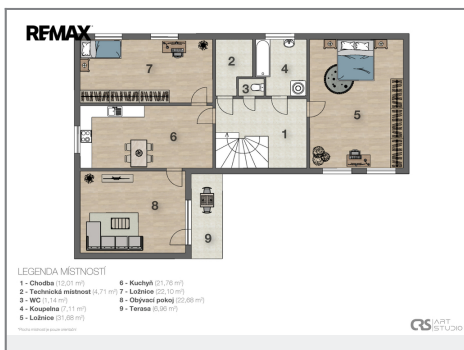 RE/MAX
7
2
4
3
5
6
1
8
9
LEGENDA MÍSTNOSTÍ
1 - Chodba (12,01 m²)
2 - Technická místnost (4,71 m²)
3 - WC (1,14 m²)
4 - Koupelna (7,11 m²)
5 - Ložnice (31,88 m²)
6 - Kuchyň (21,76 m²)
7 - Ložnice (22,10 m²)
8 - Obývací pokoj (22,88 m²)
9 - Terasa (6,96 m²)
CRS ART STUDIO